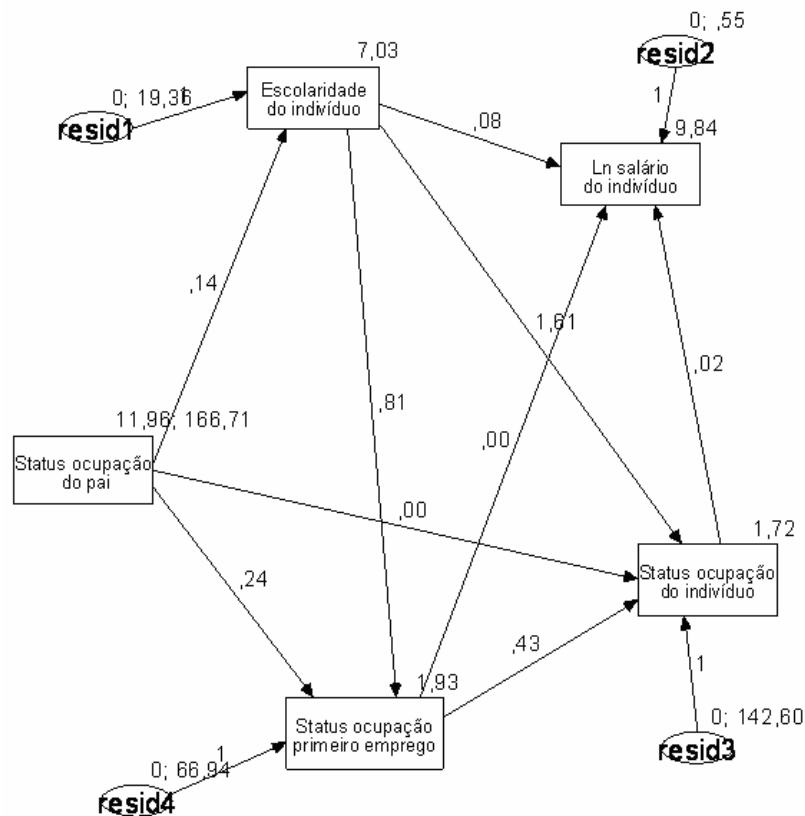 0; ,55
resid2
7,03
Escolaridade
do indivíduo
1
0; 19,36
1
resid1
,08
9,84
Ln salário
do indivíduo
,14
1,61
,02
,81
11,96; 166,71
,00
Status ocupação
do pai
,00
1,72
Status ocupação
do indivíduo
,24
,43
1
1,93
Status ocupação
primeiro emprego
0; 142,60
resid3
1
0; 66,94
resid4